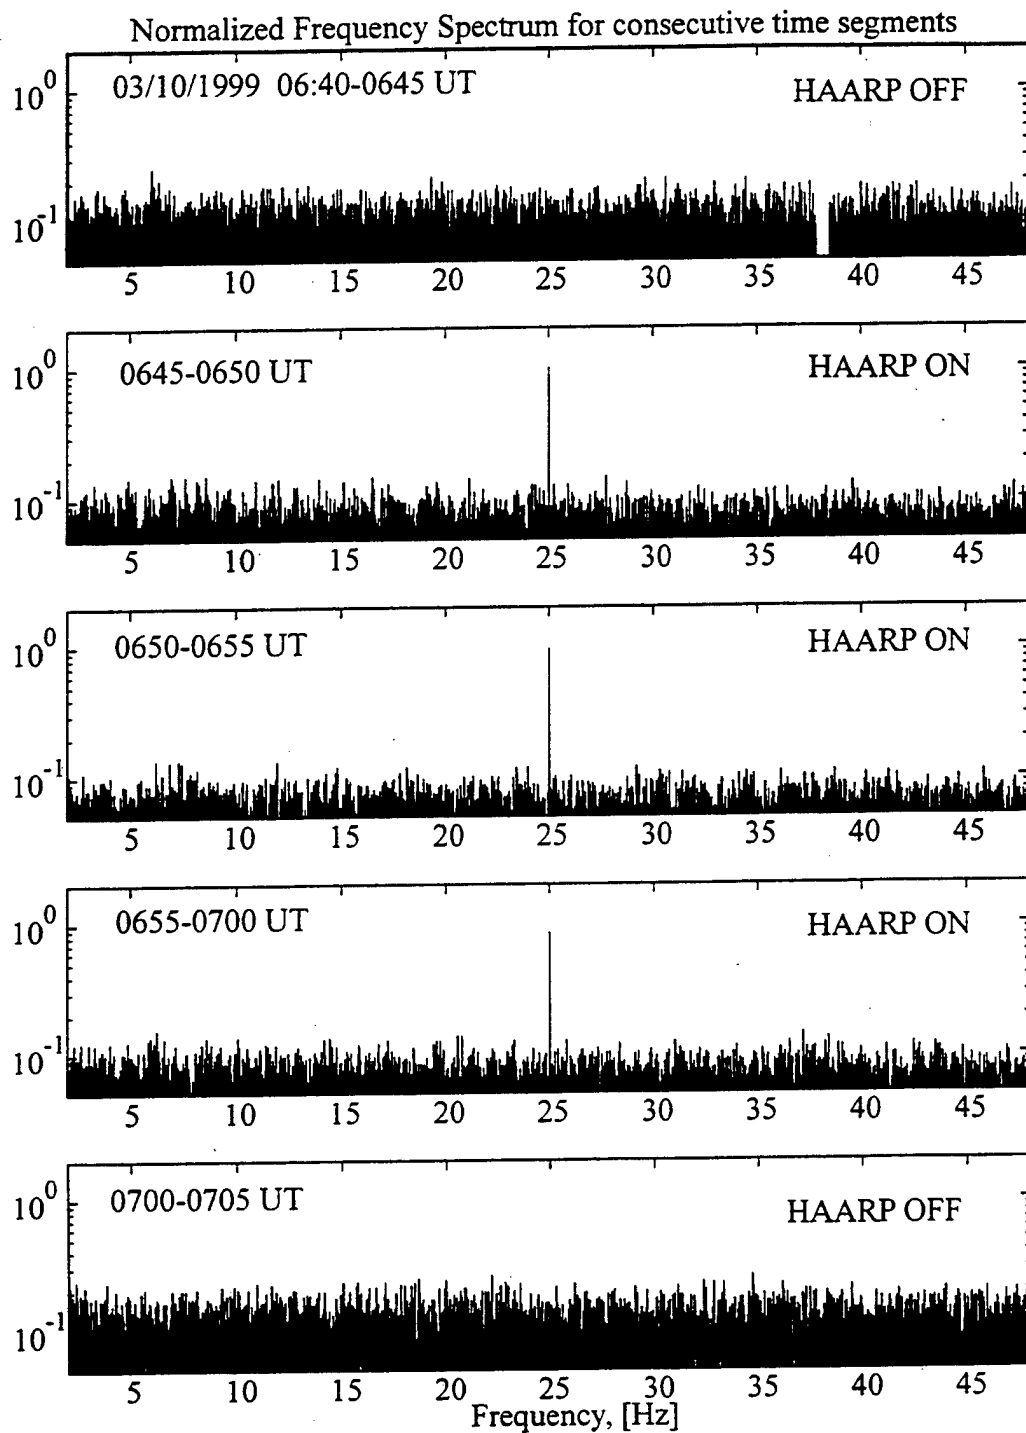 Normalized Frequency Spectrum for consecutive time segments
03/10/1999 06:40-0645 UT HAARP OFF
10^0
10^-1
5 10 15 20 25 30 35 40 45
0645-0650 UT HAARP ON
10^0
10^-1
5 10 15 20 25 30 35 40 45
0650-0655 UT HAARP ON
10^0
10^-1
5 10 15 20 25 30 35 40 45
0655-0700 UT HAARP ON
10^0
10^-1
5 10 15 20 25 30 35 40 45
0700-0705 UT HAARP OFF
10^0
10^-1
5 10 15 20 25 30 35 40 45
Frequency, [Hz]